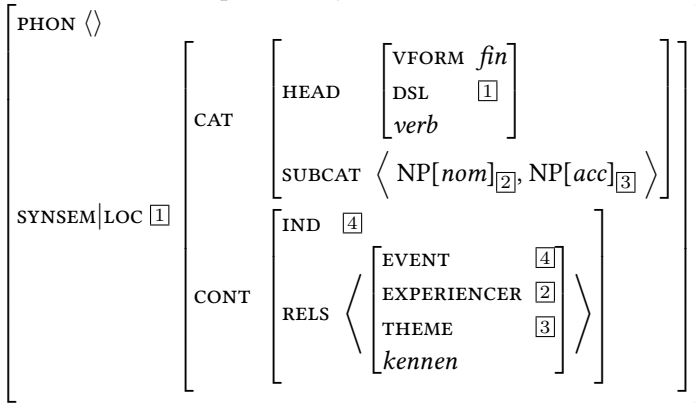 PHON ⟨⟩
VFORM fin
HEAD DSL 1
CAT verb
SUBCAT ⟨ NP[nom]2, NP[acc]3 ⟩
SYNSEM|LOC 1
IND 4
EVENT 4
EXPERIENCER 2
CONT RELS ⟨ THEME 3 ⟩
kennen